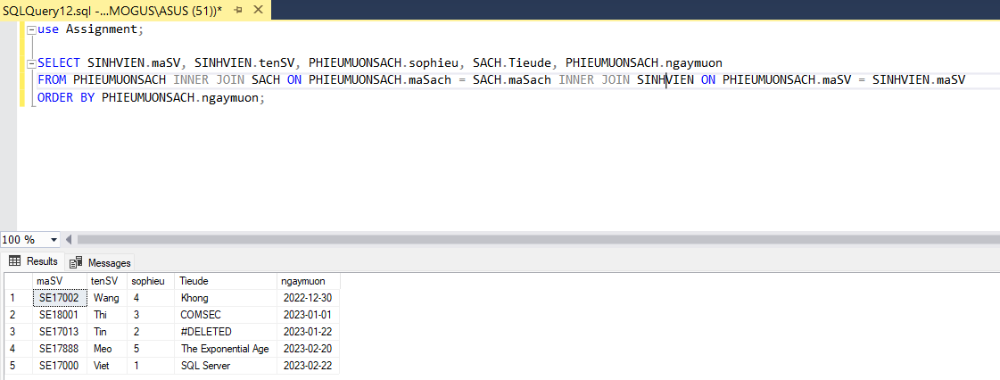 SQLQuery12.sql -...MOGUS\ASUS (51))*
use Assignment;
SELECT SINHVIEN.maSV, SINHVIEN.tenSV, PHIEUMUONSACH.sophieu, SACH.Tieude, PHIEUMUONSACH.ngaymuon
FROM PHIEUMUONSACH INNER JOIN SACH ON PHIEUMUONSACH.maSach = SACH.maSach INNER JOIN SINHVIEN ON PHIEUMUONSACH.maSV = SINHVIEN.maSV
ORDER BY PHIEUMUONSACH.ngaymuon;
100 %
Results Messages
maSV tenSV sophieu Tieude ngaymuon
1 SE17002 Wang 4 Khong 2022-12-30
2 SE18001 Thi 3 COMSEC 2023-01-01
3 SE17013 Tin 2 #DELETED 2023-01-22
4 SE17888 Meo 5 The Exponential Age 2023-02-20
5 SE17000 Viet 1 SQL Server 2023-02-22